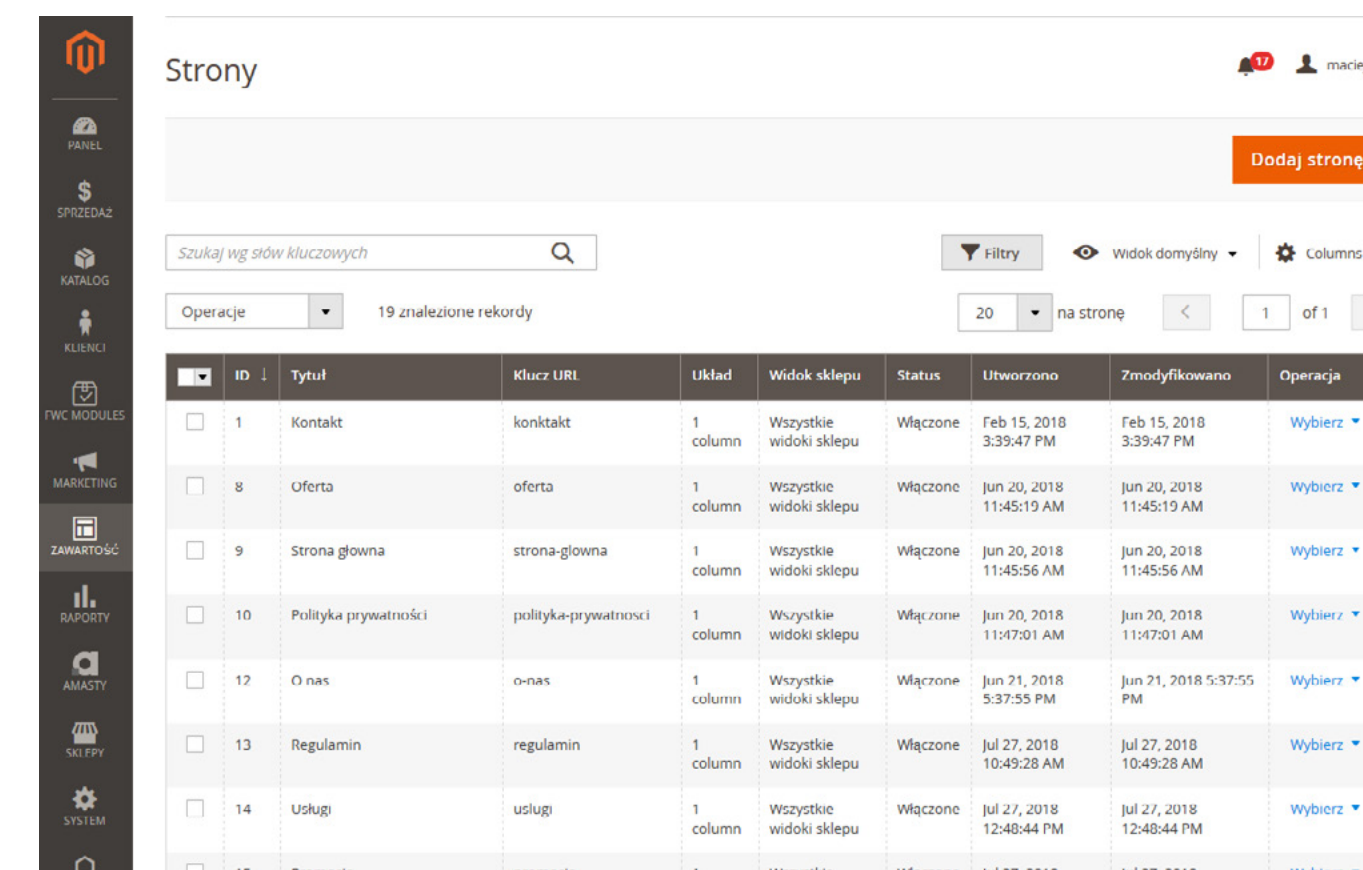 Strony
17
macie
PANEL
Dodaj stronę
SPRZEDAŻ
Szukaj wg słów kluczowych
Filtry
Widok domyślny
Columns
KATALOG
Operacje
19 znalezione rekordy
20
na stronę
1
of 1
KLIENCI
ID ↓ Tytuł Klucz URL Układ Widok sklepu Status Utworzono Zmodyfikowano Operacja
FWC MODULES
1 Kontakt konktakt 1 Wszystkie Włączone Feb 15, 2018 Feb 15, 2018 Wybierz
column widoki sklepu 3:39:47 PM 3:39:47 PM
MARKETING
8 Oferta oferta 1 Wszystkie Włączone Jun 20, 2018 Jun 20, 2018 Wybierz
column widoki sklepu 11:45:19 AM 11:45:19 AM
ZAWARTOŚĆ
9 Strona głowna strona-glowna 1 Wszystkie Włączone Jun 20, 2018 Jun 20, 2018 Wybierz
column widoki sklepu 11:45:56 AM 11:45:56 AM
RAPORTY
10 Polityka prywatności polityka-prywatnosci 1 Wszystkie Włączone Jun 20, 2018 Jun 20, 2018 Wybierz
column widoki sklepu 11:47:01 AM 11:47:01 AM
AMASTY
12 O nas o-nas 1 Wszystkie Włączone Jun 21, 2018 Jun 21, 2018 5:37:55 Wybierz
column widoki sklepu 5:37:55 PM PM
SKLEPY
13 Regulamin regulamin 1 Wszystkie Włączone Jul 27, 2018 Jul 27, 2018 Wybierz
column widoki sklepu 10:49:28 AM 10:49:28 AM
SYSTEM
14 Usługi uslugi 1 Wszystkie Włączone Jul 27, 2018 Jul 27, 2018 Wybierz
column widoki sklepu 12:48:44 PM 12:48:44 PM